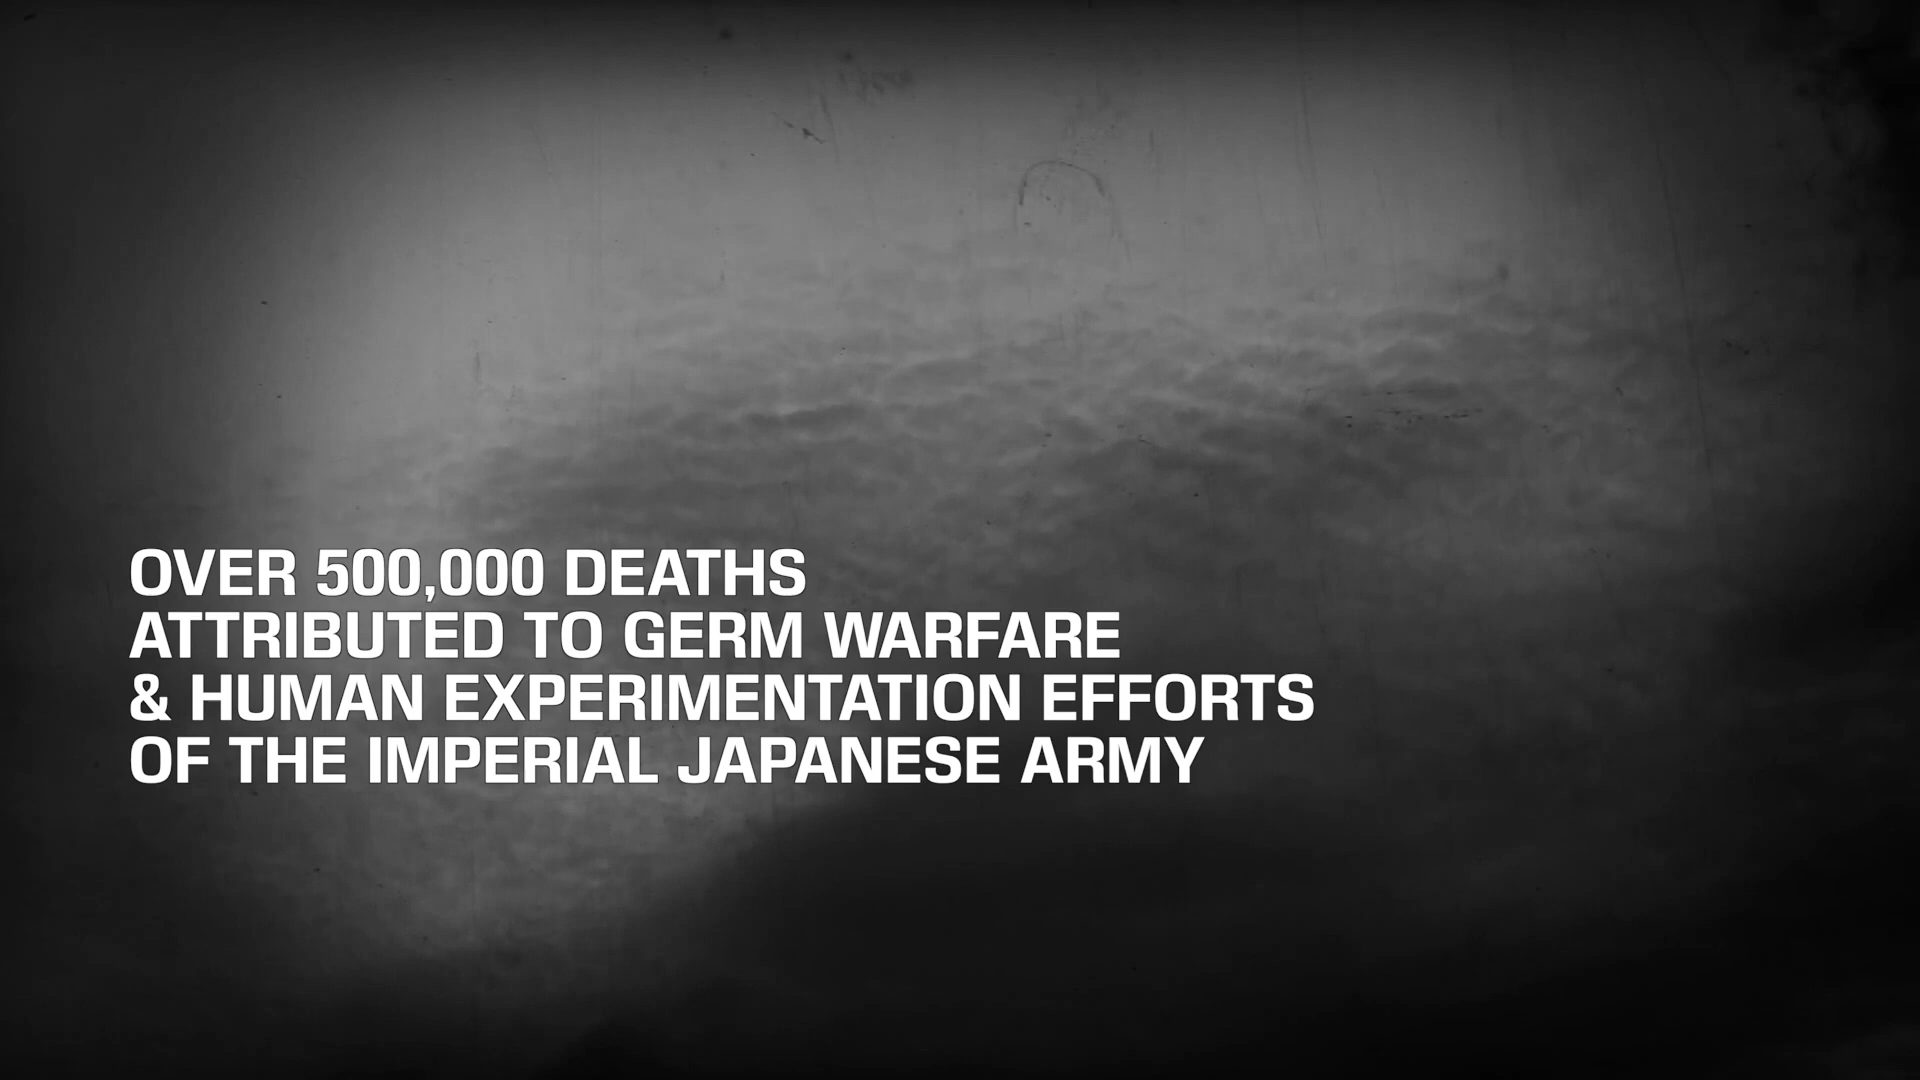 OVER 500,000 DEATHS
ATTRIBUTED TO GERM WARFARE
& HUMAN EXPERIMENTATION EFFORTS
OF THE IMPERIAL JAPANESE ARMY